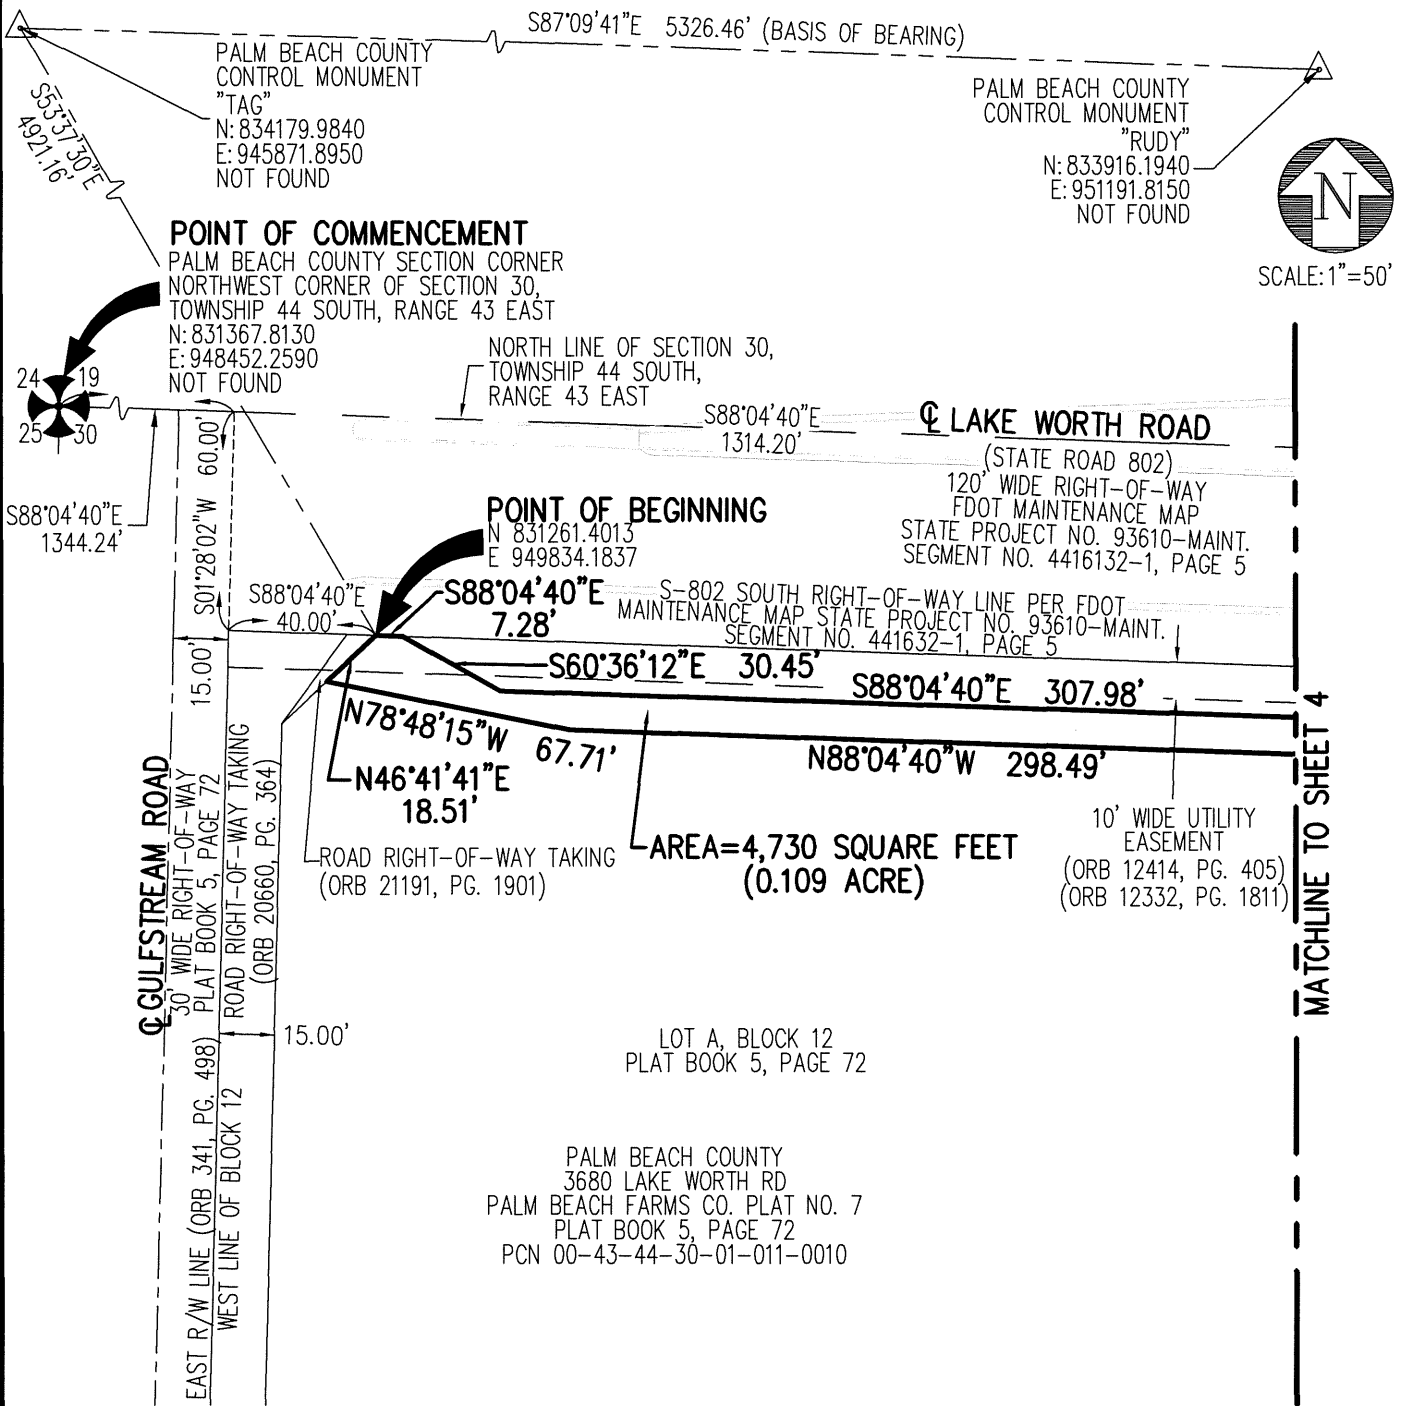 S87°09'41"E 5326.46' (BASIS OF BEARING)
PALM BEACH COUNTY
CONTROL MONUMENT
"TAG"
N: 834179.9840
E: 945871.8950
NOT FOUND
PALM BEACH COUNTY
CONTROL MONUMENT
"RUDY"
N: 833916.1940
E: 951191.8150
NOT FOUND
S53°37'30"E
4921.16'
N
SCALE: 1"=50'
POINT OF COMMENCEMENT
PALM BEACH COUNTY SECTION CORNER
NORTHWEST CORNER OF SECTION 30,
TOWNSHIP 44 SOUTH, RANGE 43 EAST
N: 831367.8130
E: 948452.2590
NOT FOUND
24 19
25 30
NORTH LINE OF SECTION 30,
TOWNSHIP 44 SOUTH,
RANGE 43 EAST
S88°04'40"E
1314.20'
℄ LAKE WORTH ROAD
(STATE ROAD 802)
120' WIDE RIGHT-OF-WAY
FDOT MAINTENANCE MAP
STATE PROJECT NO. 93610-MAINT.
SEGMENT NO. 4416132-1, PAGE 5
S88°04'40"E
1344.24'
S01°28'02"W 60.00'
POINT OF BEGINNING
N 831261.4013
E 949834.1837
S88°04'40"E
40.00'
S88°04'40"E
7.28'
S-802 SOUTH RIGHT-OF-WAY LINE PER FDOT
MAINTENANCE MAP STATE PROJECT NO. 93610-MAINT.
SEGMENT NO. 441632-1, PAGE 5
15.00'
S60°36'12"E 30.45'
S88°04'40"E 307.98'
N78°48'15"W 67.71'
N88°04'40"W 298.49'
N46°41'41"E
18.51'
MATCHLINE TO SHEET 4
10' WIDE UTILITY
EASEMENT
(ORB 12414, PG. 405)
(ORB 12332, PG. 1811)
AREA=4,730 SQUARE FEET
(0.109 ACRE)
ROAD RIGHT-OF-WAY TAKING
(ORB 21191, PG. 1901)
℄ GULFSTREAM ROAD
30' WIDE RIGHT-OF-WAY
PLAT BOOK 5, PAGE 72
ROAD RIGHT-OF-WAY TAKING
(ORB 20660, PG. 364)
15.00'
EAST R/W LINE (ORB 341, PG. 498)
WEST LINE OF BLOCK 12
LOT A, BLOCK 12
PLAT BOOK 5, PAGE 72
PALM BEACH COUNTY
3680 LAKE WORTH RD
PALM BEACH FARMS CO. PLAT NO. 7
PLAT BOOK 5, PAGE 72
PCN 00-43-44-30-01-011-0010